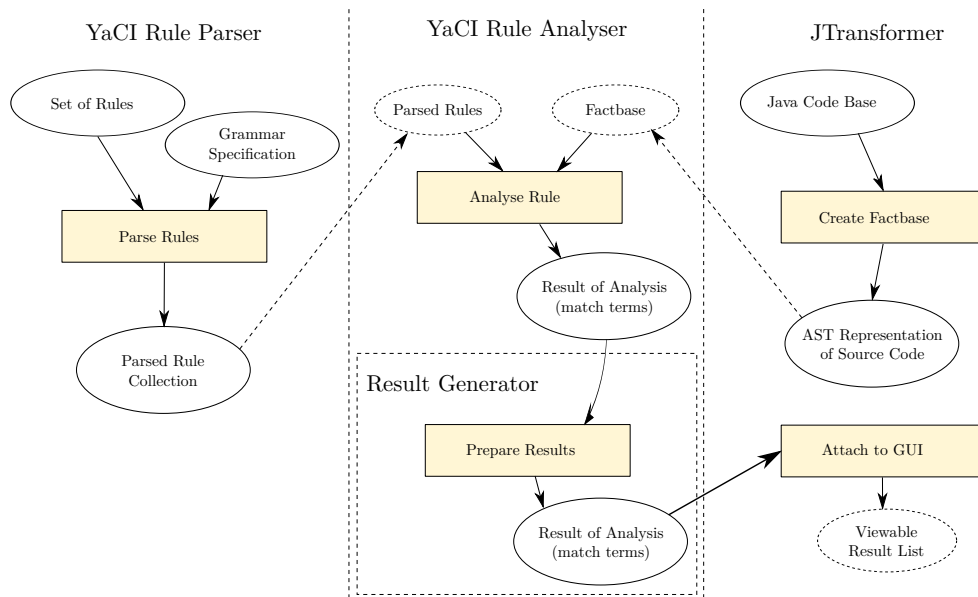 YaCI Rule Parser
Set of Rules
Grammar
Specification
Parse Rules
Parsed Rule
Collection
YaCI Rule Analyser
Parsed Rules
Factbase
Analyse Rule
Result of Analysis
(match terms)
Result Generator
Prepare Results
Result of Analysis
(match terms)
JTransformer
Java Code Base
Create Factbase
AST Representation
of Source Code
Attach to GUI
Viewable
Result List